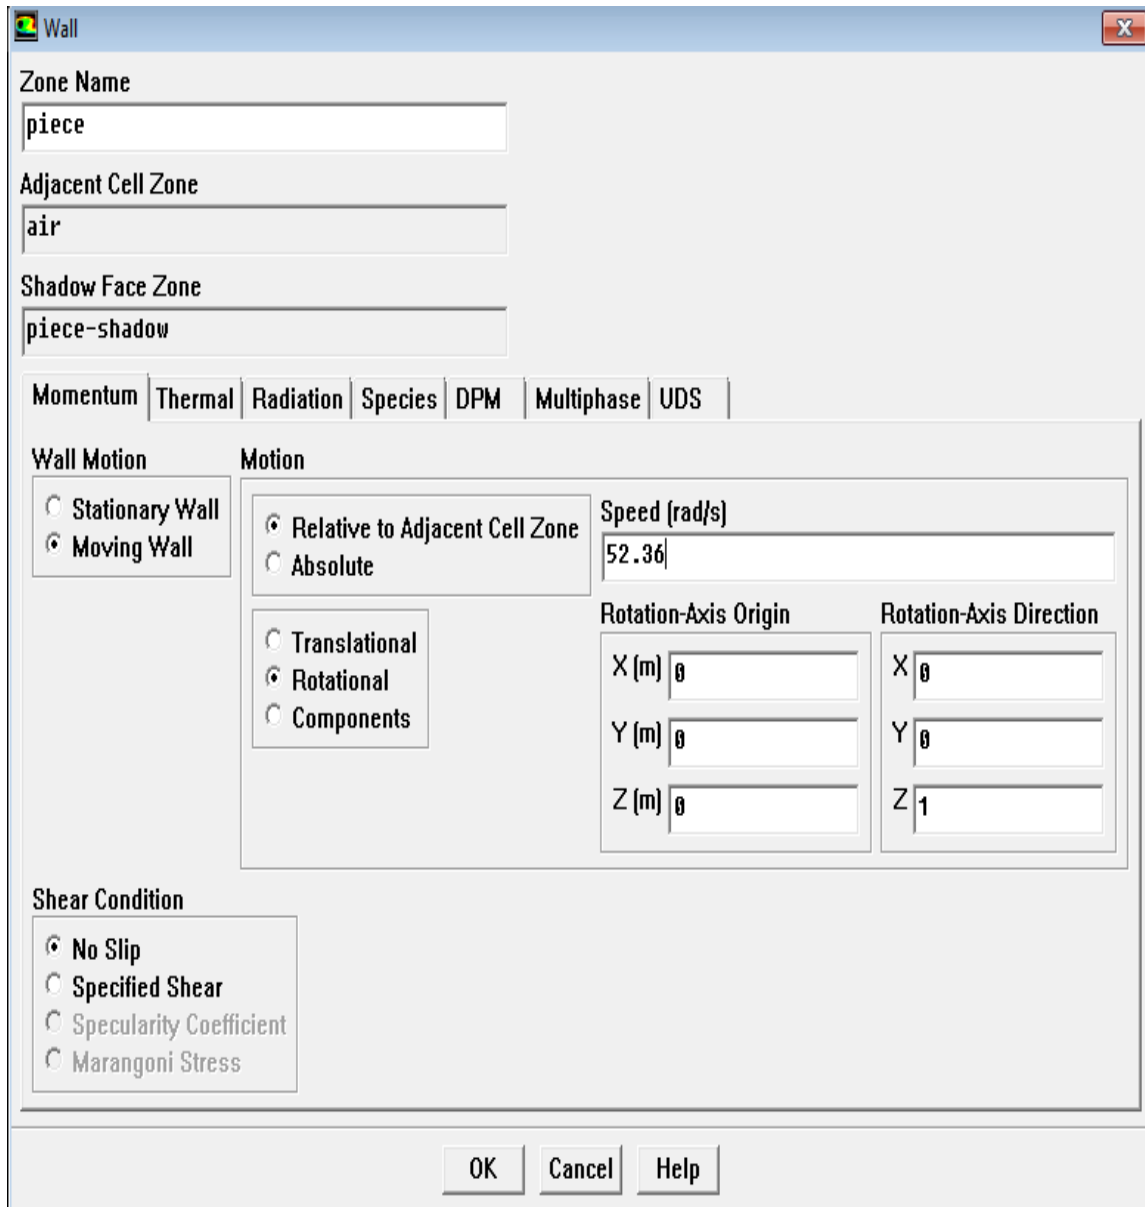 Wall
Zone Name
piece
Adjacent Cell Zone
air
Shadow Face Zone
piece-shadow
Momentum Thermal Radiation Species DPM Multiphase UDS
Wall Motion
Stationary Wall
Moving Wall
Motion
Relative to Adjacent Cell Zone
Absolute
Translational
Rotational
Components
Speed (rad/s)
52.36
Rotation-Axis Origin
X (m) 0
Y (m) 0
Z (m) 0
Rotation-Axis Direction
X 0
Y 0
Z 1
Shear Condition
No Slip
Specified Shear
Specularity Coefficient
Marangoni Stress
OK Cancel Help